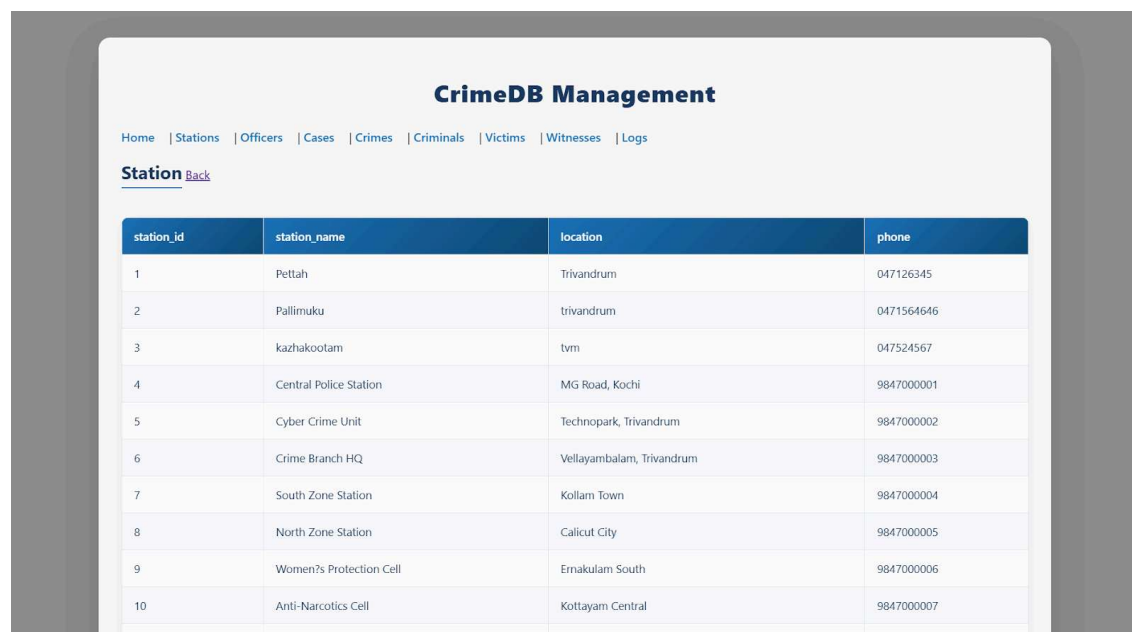 CrimeDB Management
Home | Stations | Officers | Cases | Crimes | Criminals | Victims | Witnesses | Logs
Station Back
station_id station_name location phone
1 Pettah Trivandrum 047126345
2 Pallimuku trivandrum 0471564646
3 kazhakootam tvm 047524567
4 Central Police Station MG Road, Kochi 9847000001
5 Cyber Crime Unit Technopark, Trivandrum 9847000002
6 Crime Branch HQ Vellayambalam, Trivandrum 9847000003
7 South Zone Station Kollam Town 9847000004
8 North Zone Station Calicut City 9847000005
9 Women?s Protection Cell Ernakulam South 9847000006
10 Anti-Narcotics Cell Kottayam Central 9847000007